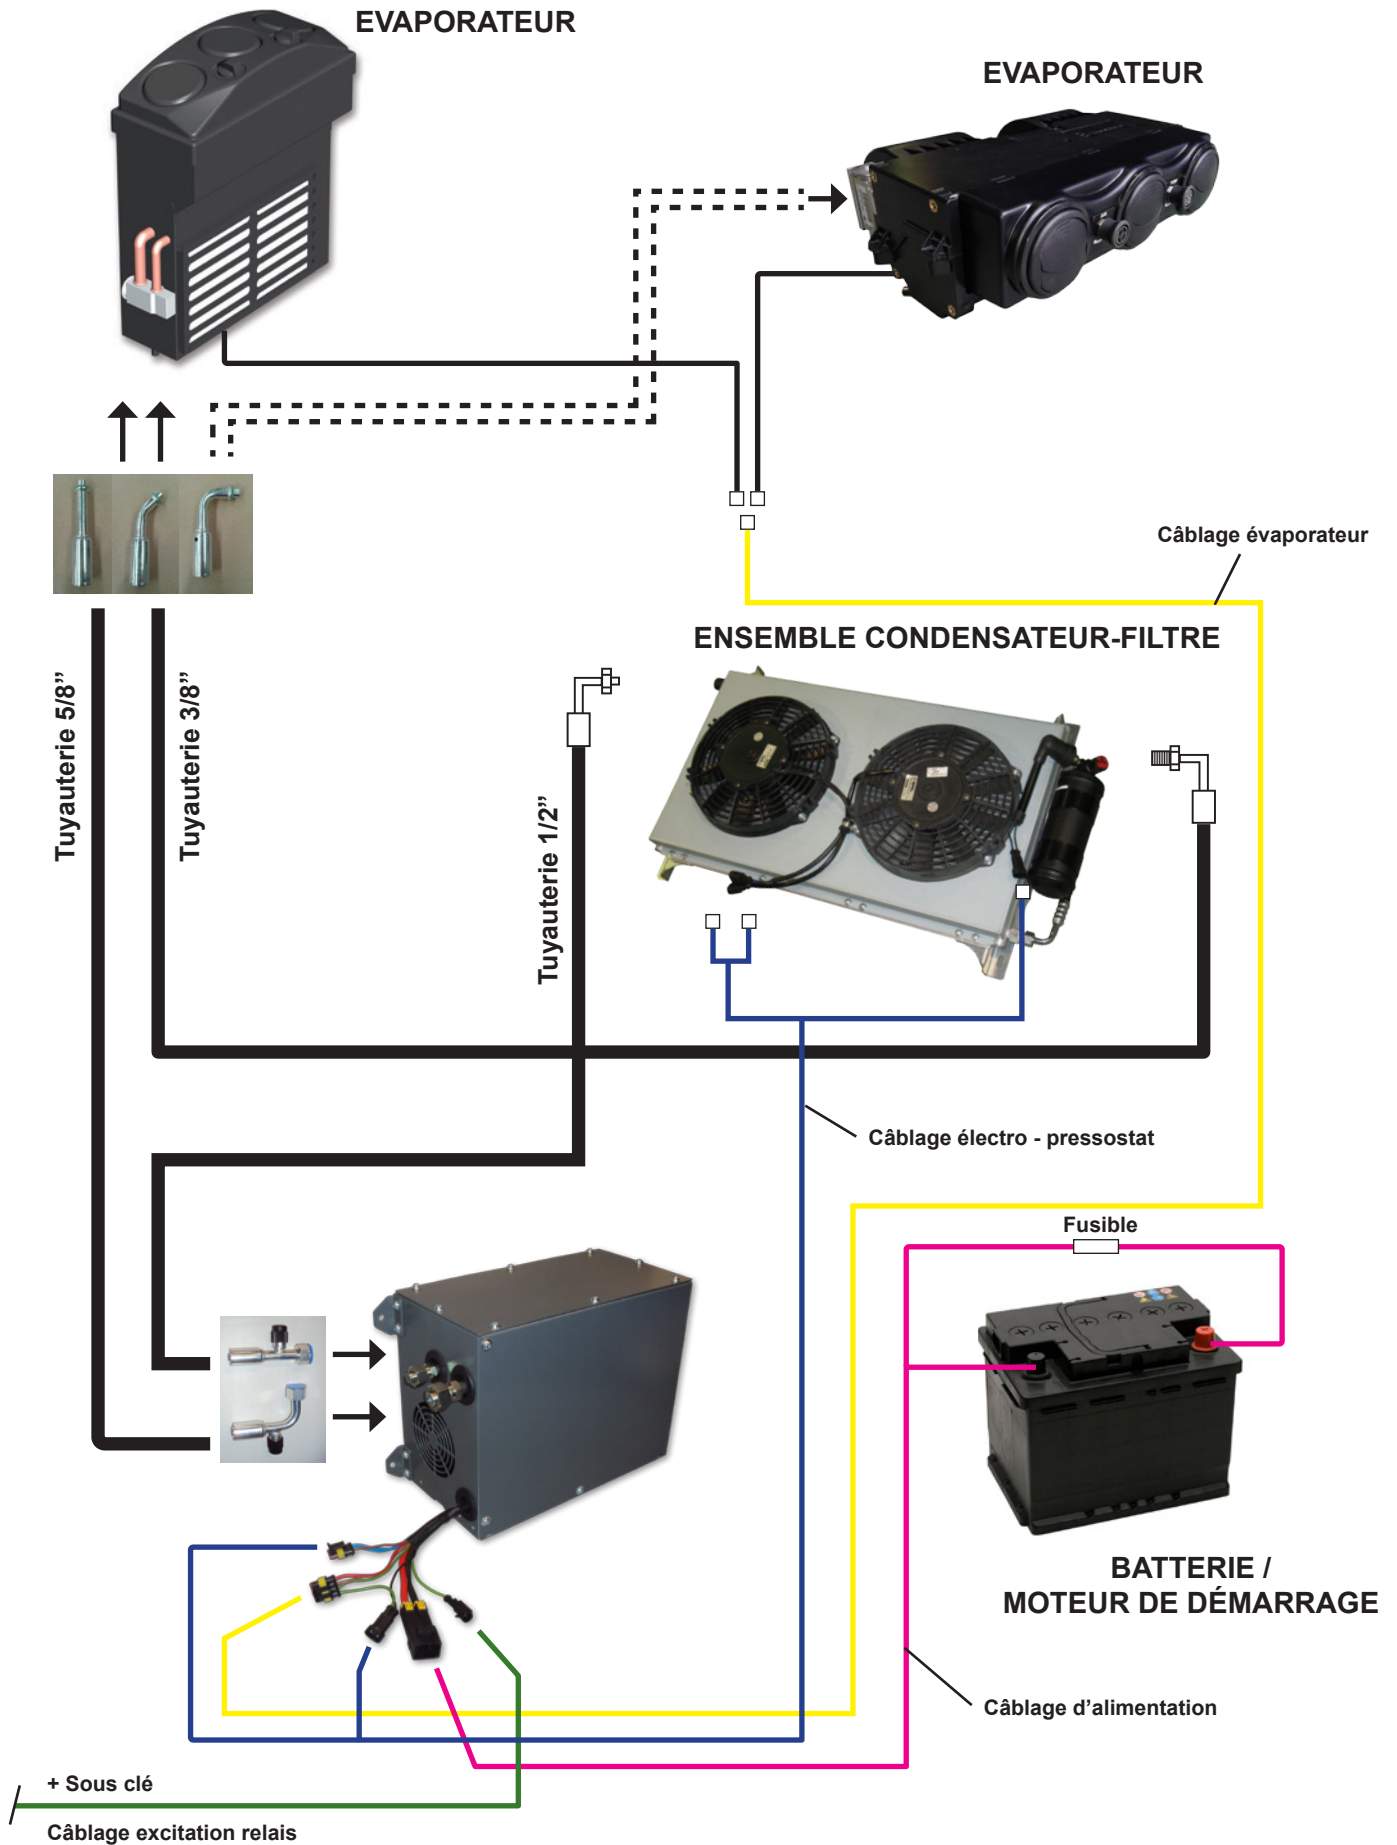 EVAPORATEUR
EVAPORATEUR
Câblage évaporateur
ENSEMBLE CONDENSATEUR-FILTRE
Tuyauterie 5/8”
Tuyauterie 3/8”
Tuyauterie 1/2”
Câblage électro - pressostat
Fusible
BATTERIE /
MOTEUR DE DÉMARRAGE
Câblage d’alimentation
+ Sous clé
Câblage excitation relais